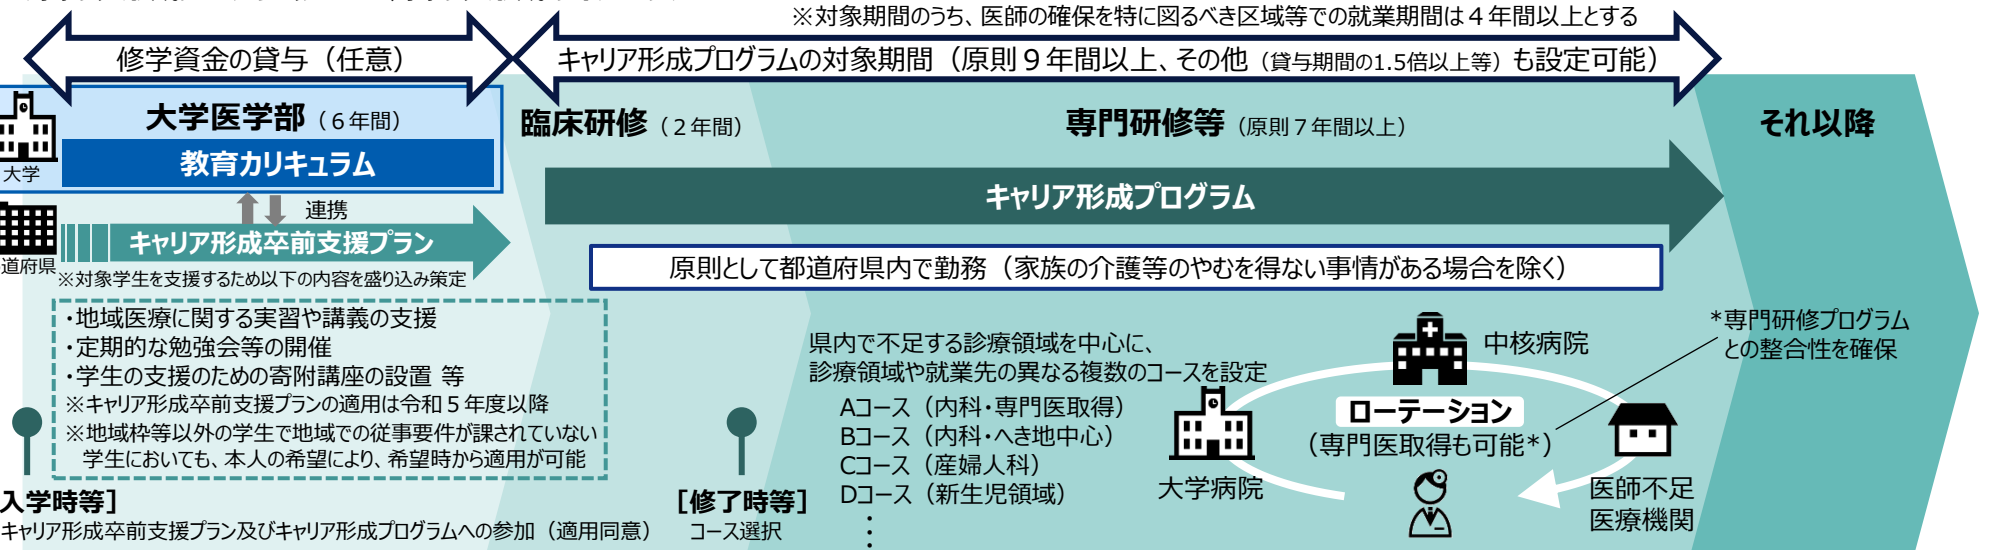 ※対象期間のうち、医師の確保を特に図るべき区域等での就業期間は４年間以上とする
修学資金の貸与（任意）
キャリア形成プログラムの対象期間（原則９年間以上、その他（貸与期間の1.5倍以上等）も設定可能）
大学医学部（６年間）
臨床研修（２年間）
専門研修等（原則７年間以上）
それ以降
教育カリキュラム
大学
キャリア形成プログラム
連携
キャリア形成卒前支援プラン
道府県
※対象学生を支援するため以下の内容を盛り込み策定
原則として都道府県内で勤務（家族の介護等のやむを得ない事情がある場合を除く）
・地域医療に関する実習や講義の支援
・定期的な勉強会等の開催
・学生の支援のための寄附講座の設置 等
※キャリア形成卒前支援プランの適用は令和５年度以降
※地域枠等以外の学生で地域での従事要件が課されていない
学生においても、本人の希望により、希望時から適用が可能
県内で不足する診療領域を中心に、
診療領域や就業先の異なる複数のコースを設定
Aコース（内科・専門医取得）
Bコース（内科・へき地中心）
Cコース（産婦人科）
Dコース（新生児領域）
中核病院
*専門研修プログラム
との整合性を確保
ローテーション
（専門医取得も可能*）
大学病院
医師不足
医療機関
入学時等］
キャリア形成卒前支援プラン及びキャリア形成プログラムへの参加（適用同意）
［修了時等］
コース選択